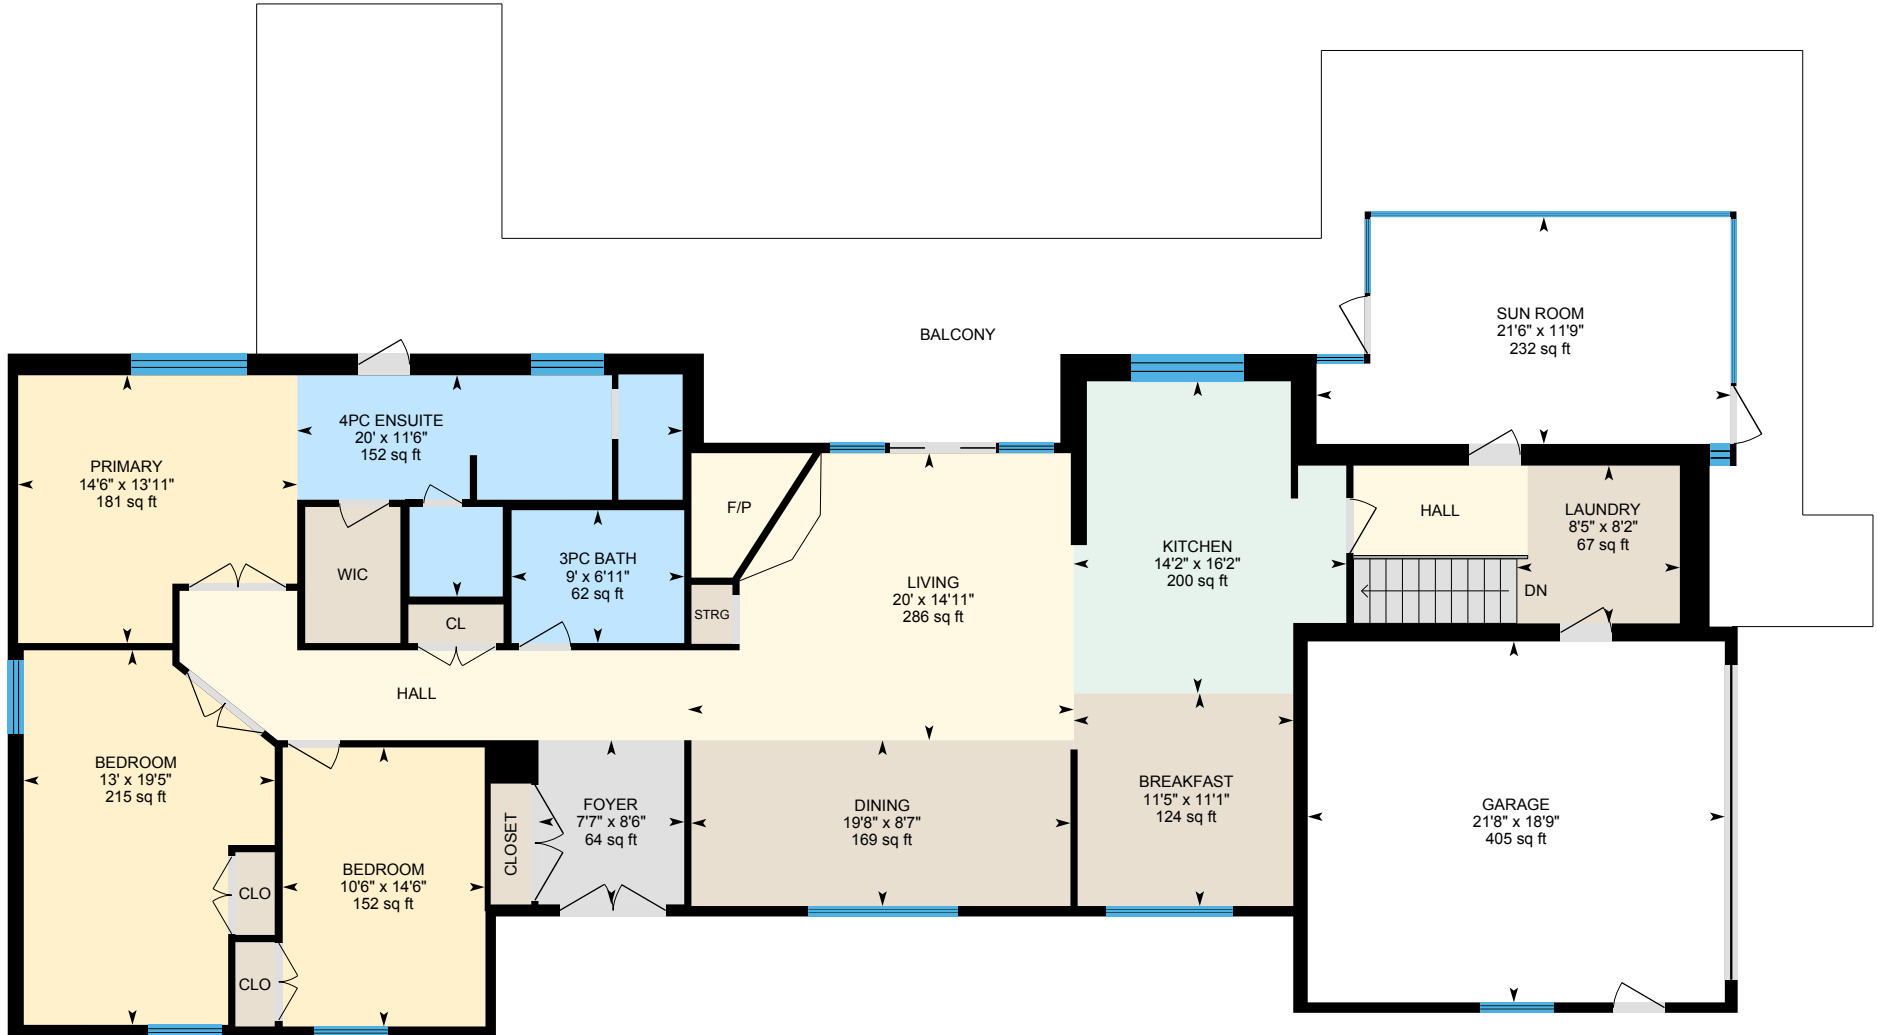 BALCONY
SUN ROOM
21'6" x 11'9"
232 sq ft
4PC ENSUITE
20' x 11'6"
152 sq ft
PRIMARY
14'6" x 13'11"
181 sq ft
F/P
HALL
LAUNDRY
8'5" x 8'2"
67 sq ft
WIC
3PC BATH
9' x 6'11"
62 sq ft
KITCHEN
14'2" x 16'2"
200 sq ft
LIVING
20' x 14'11"
286 sq ft
DN
STRG
CL
HALL
BEDROOM
13' x 19'5"
215 sq ft
BREAKFAST
11'5" x 11'1"
124 sq ft
FOYER
7'7" x 8'6"
64 sq ft
DINING
19'8" x 8'7"
169 sq ft
GARAGE
21'8" x 18'9"
405 sq ft
CLOSET
BEDROOM
10'6" x 14'6"
152 sq ft
CLO
CLO